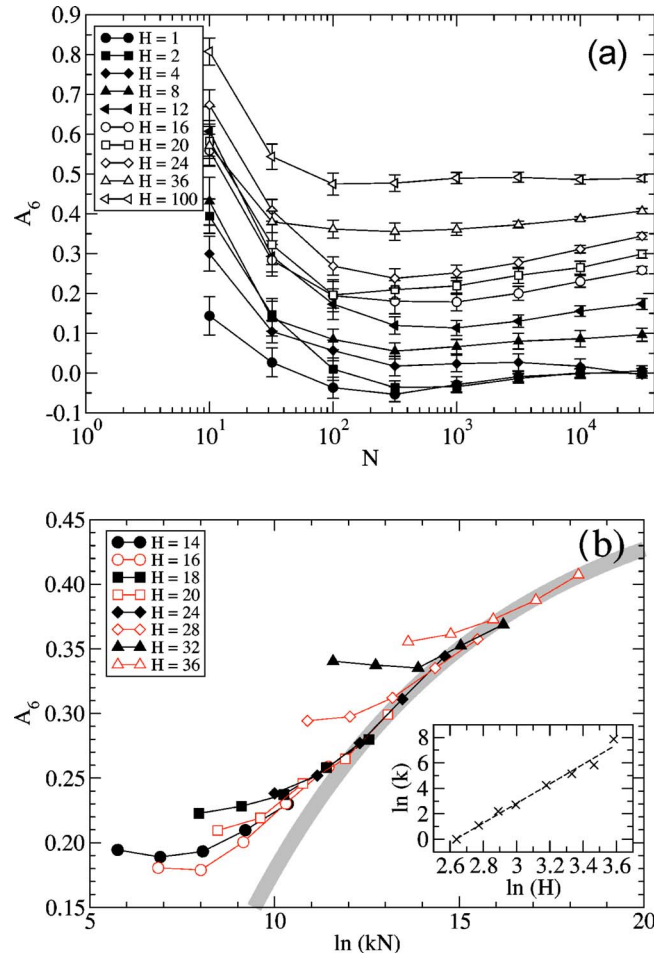 (a)
0.9
0.8
0.7
0.6
0.5
0.4
0.3
0.2
0.1
0.0
-0.1
A6
H = 1
H = 2
H = 4
H = 8
H = 12
H = 16
H = 20
H = 24
H = 36
H = 100
10^0
10^1
10^2
10^3
10^4
N
(b)
0.45
0.40
0.35
0.30
0.25
0.20
0.15
A6
H = 14
H = 16
H = 18
H = 20
H = 24
H = 28
H = 32
H = 36
8
6
4
2
0
ln (k)
2.6 2.8 3 3.2 3.4 3.6
ln (H)
5 10 15 20
ln (kN)